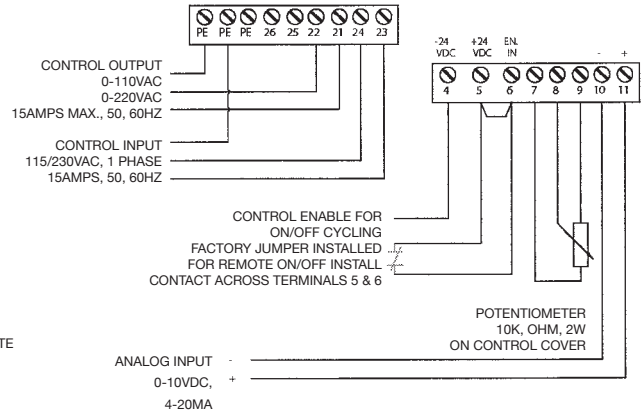 PE PE PE 26 25 22 21 24 23
CONTROL OUTPUT
0-110VAC
0-220VAC
15AMPS MAX., 50, 60HZ
CONTROL INPUT
115/230VAC, 1 PHASE
15AMPS, 50, 60HZ
-24 VDC
+24 VDC
EN. IN
- +
4 5 6 7 8 9 10 11
CONTROL ENABLE FOR
ON/OFF CYCLING
FACTORY JUMPER INSTALLED
FOR REMOTE ON/OFF INSTALL
CONTACT ACROSS TERMINALS 5 & 6
POTENTIOMETER
10K, OHM, 2W
ON CONTROL COVER
TE
ANALOG INPUT -
0-10VDC, +
4-20MA